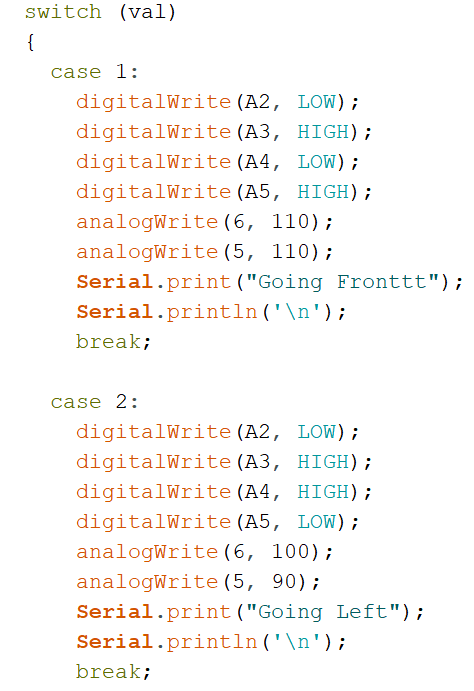 switch (val)
{
case 1:
digitalWrite(A2, LOW);
digitalWrite(A3, HIGH);
digitalWrite(A4, LOW);
digitalWrite(A5, HIGH);
analogWrite(6, 110);
analogWrite(5, 110);
Serial.print("Going Fronttt");
Serial.println('\n');
break;
case 2:
digitalWrite(A2, LOW);
digitalWrite(A3, HIGH);
digitalWrite(A4, HIGH);
digitalWrite(A5, LOW);
analogWrite(6, 100);
analogWrite(5, 90);
Serial.print("Going Left");
Serial.println('\n');
break;